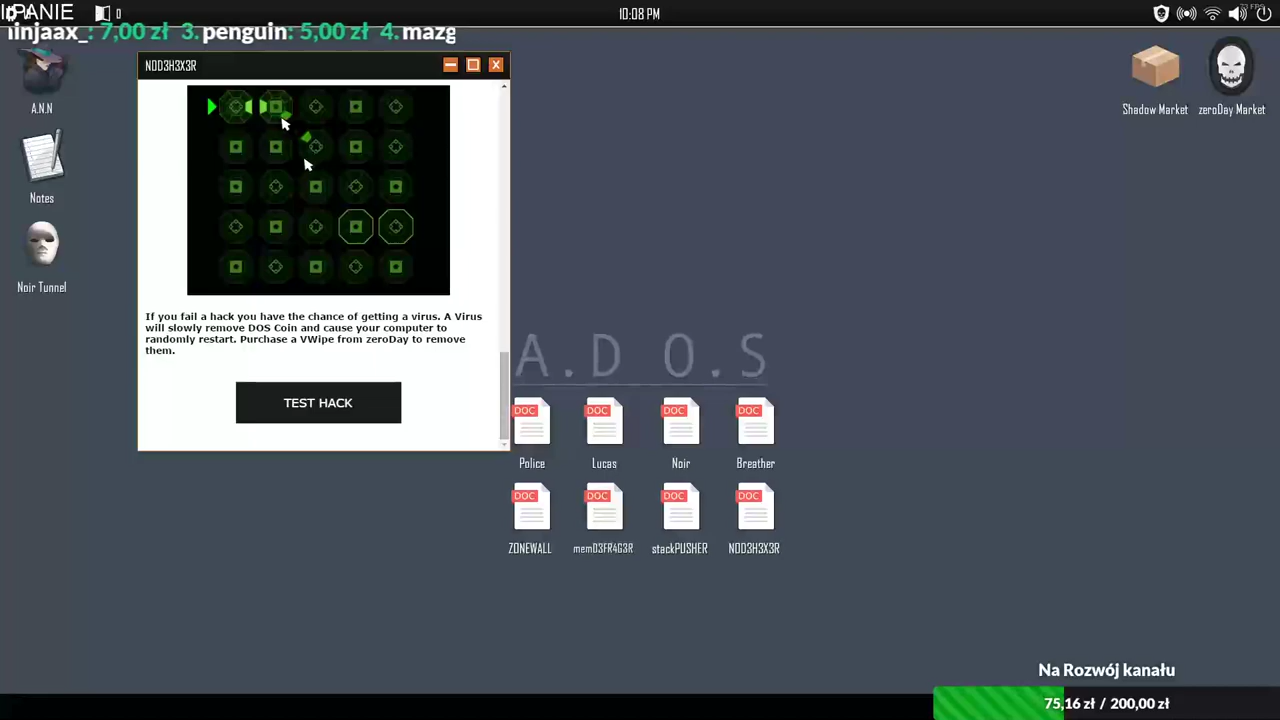 PANIE
0
10:08 PM
iinjaax_: 7,00 zł 3. penguin: 5,00 zł 4. mazg
N0D3H3X3R
A.N.N
Notes
Noir Tunnel
Shadow Market
zeroDay Market
If you fail a hack you have the chance of getting a virus. A Virus
will slowly remove DOS Coin and cause your computer to
randomly restart. Purchase a VWipe from zeroDay to remove
them.
TEST HACK
A.D O.S
DOC
DOC
DOC
DOC
Police
Lucas
Noir
Breather
DOC
DOC
DOC
DOC
ZONEWALL
memD3FR4G3R
stackPUSHER
N0D3H3X3R
Na Rozwój kanału
75,16 zł / 200,00 zł